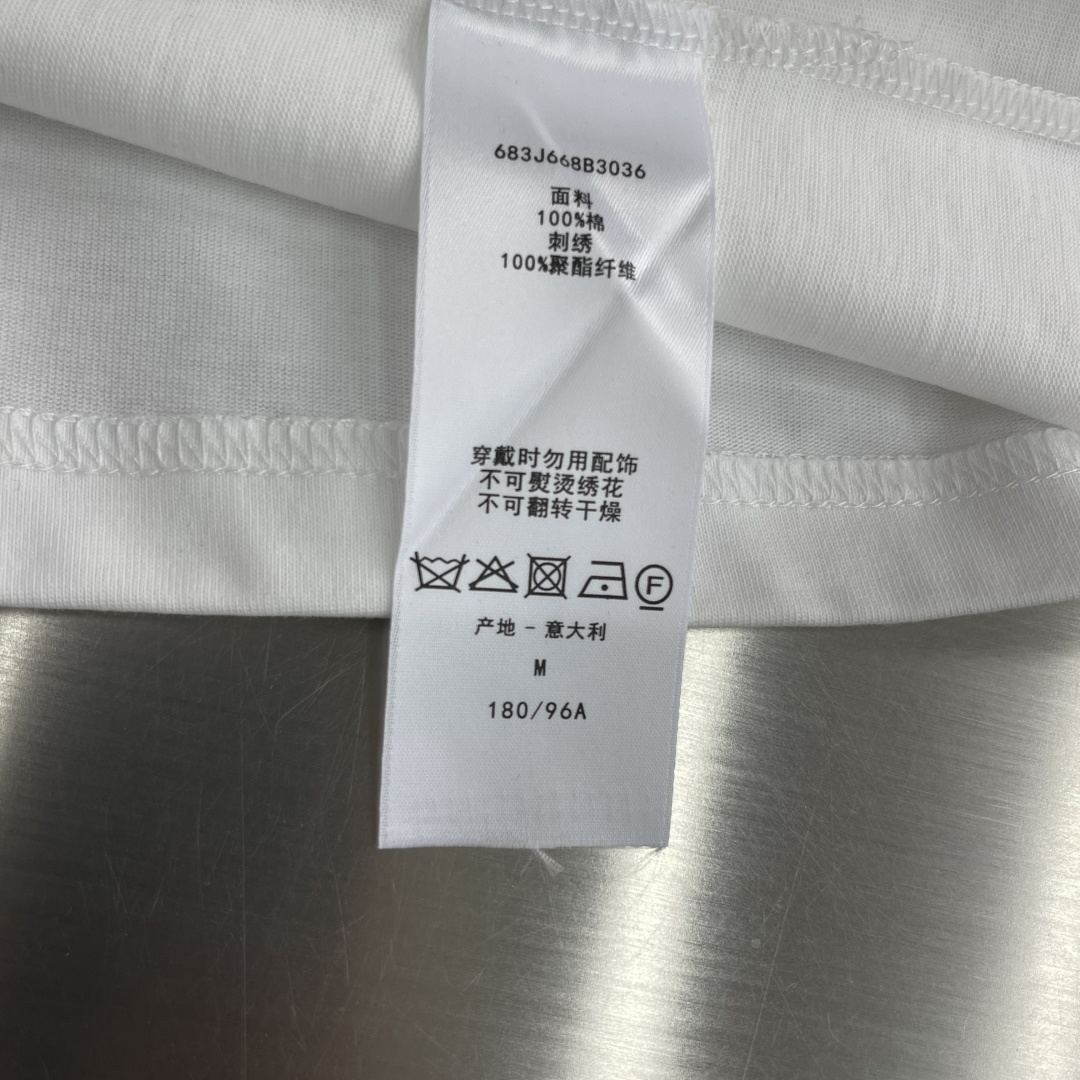 683J668B3036
面料
100%棉
刺绣
100%聚酯纤维
穿戴时勿用配饰
不可熨烫绣花
不可翻转干燥
F
产地 - 意大利
M
180/96A